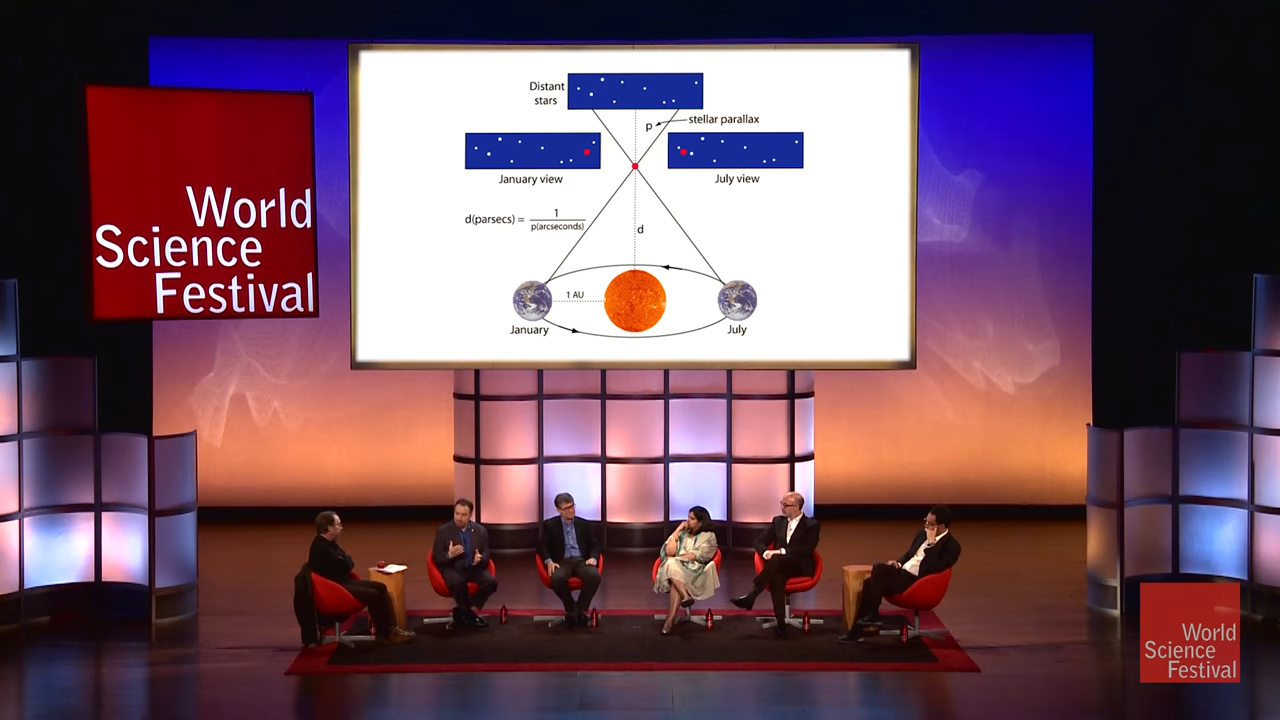 World
Science
Festival
Distant
stars
p
stellar parallax
January view
July view
d(parsecs) = 1
p(arcseconds)
d
1 AU
January
July
World
Science
Festival